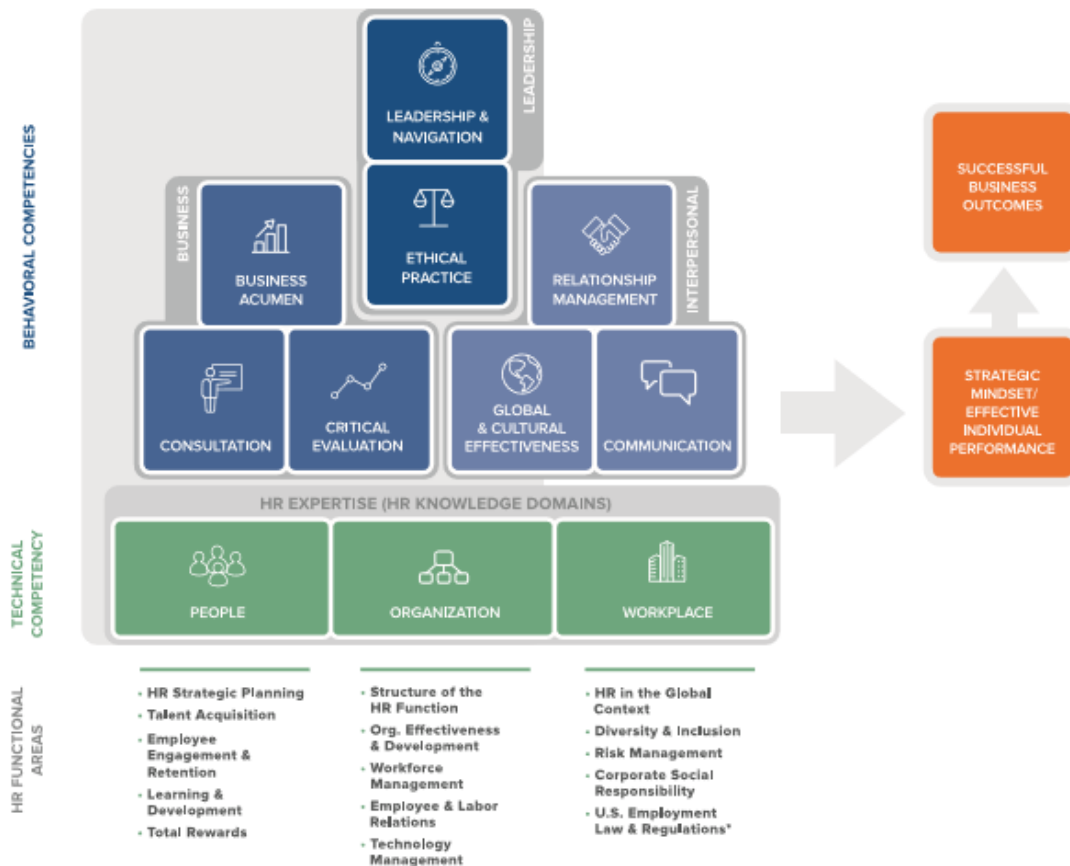 BEHAVIORAL COMPETENCIES
LEADERSHIP
LEADERSHIP &
NAVIGATION
ETHICAL
PRACTICE
BUSINESS
BUSINESS
ACUMEN
CONSULTATION
CRITICAL
EVALUATION
INTERPERSONAL
RELATIONSHIP
MANAGEMENT
GLOBAL
& CULTURAL
EFFECTIVENESS
COMMUNICATION
SUCCESSFUL
BUSINESS
OUTCOMES
STRATEGIC
MINDSET/
EFFECTIVE
INDIVIDUAL
PERFORMANCE
TECHNICAL
COMPETENCY
HR EXPERTISE (HR KNOWLEDGE DOMAINS)
PEOPLE
ORGANIZATION
WORKPLACE
HR FUNCTIONAL
AREAS
• HR Strategic Planning
• Talent Acquisition
• Employee
Engagement &
Retention
• Learning &
Development
• Total Rewards
• Structure of the
HR Function
• Org. Effectiveness
& Development
• Workforce
Management
• Employee & Labor
Relations
• Technology
Management
• HR in the Global
Context
• Diversity & Inclusion
• Risk Management
• Corporate Social
Responsibility
• U.S. Employment
Law & Regulations*